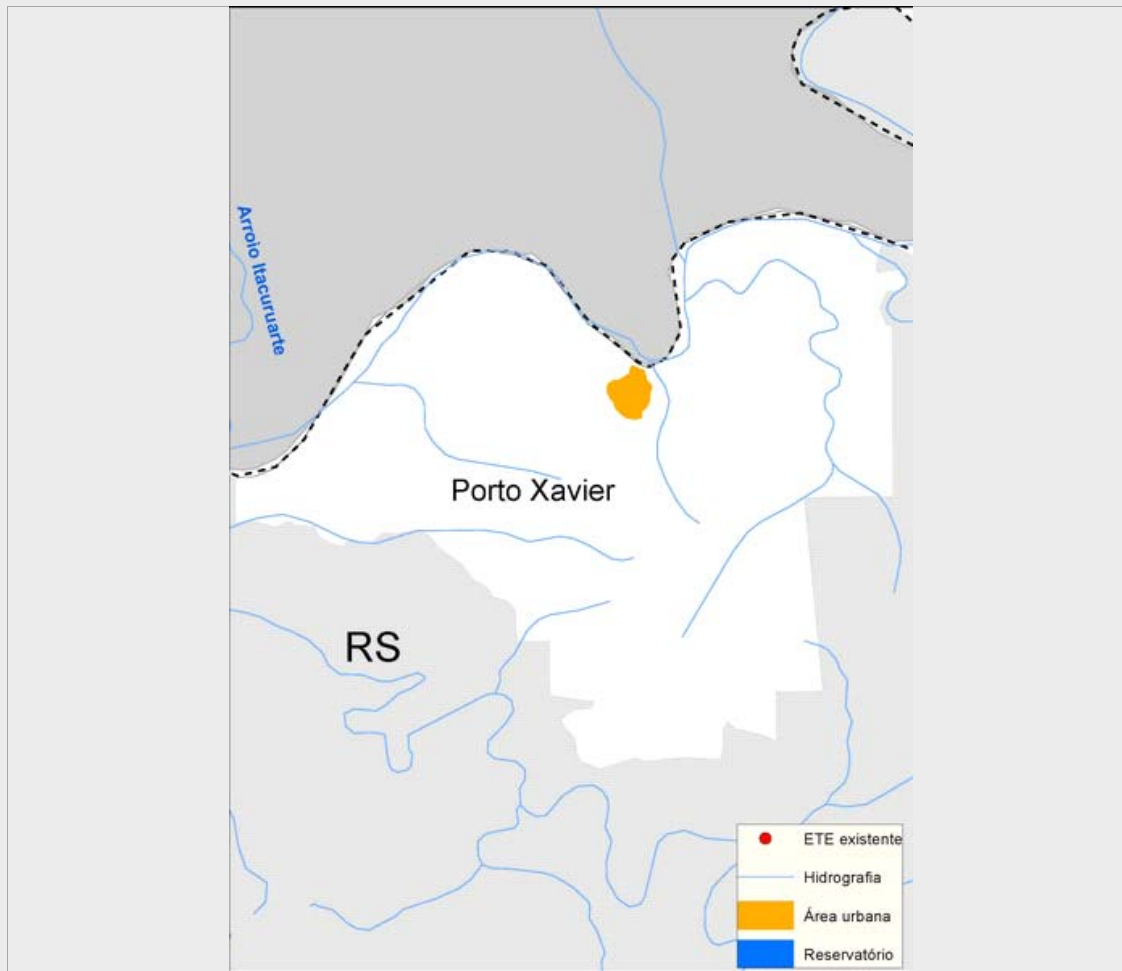 Arroio Itacuruarte
Porto Xavier
RS
ETE existente
Hidrografia
Área urbana
Reservatório